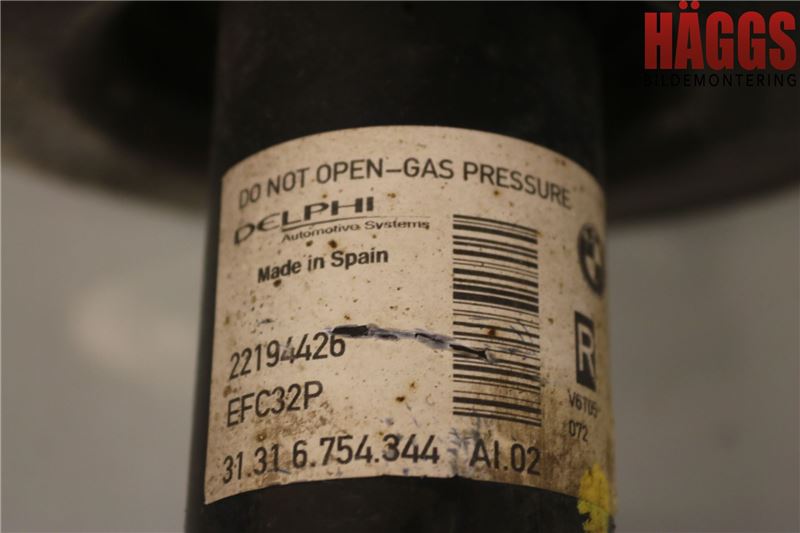 HÄGGS
BILDEMONTERING
DO NOT OPEN-GAS PRESSURE
DELPHI
Automotive Systems
Made in Spain
22194426
EFC32P
31.31 6.754.344 AI.02
R
072